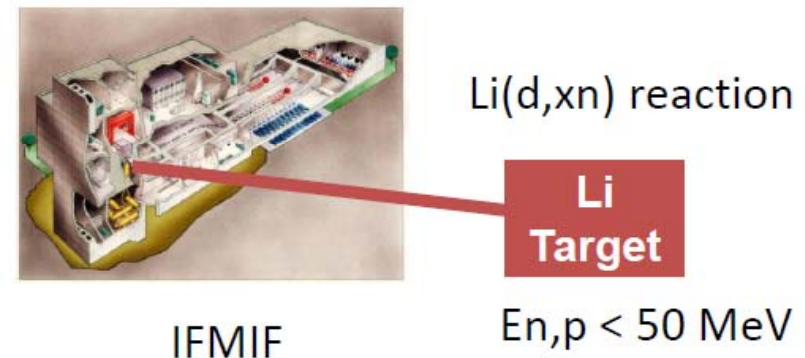 Li(d,xn) reaction
Li
Target
IFMIF
En,p < 50 MeV